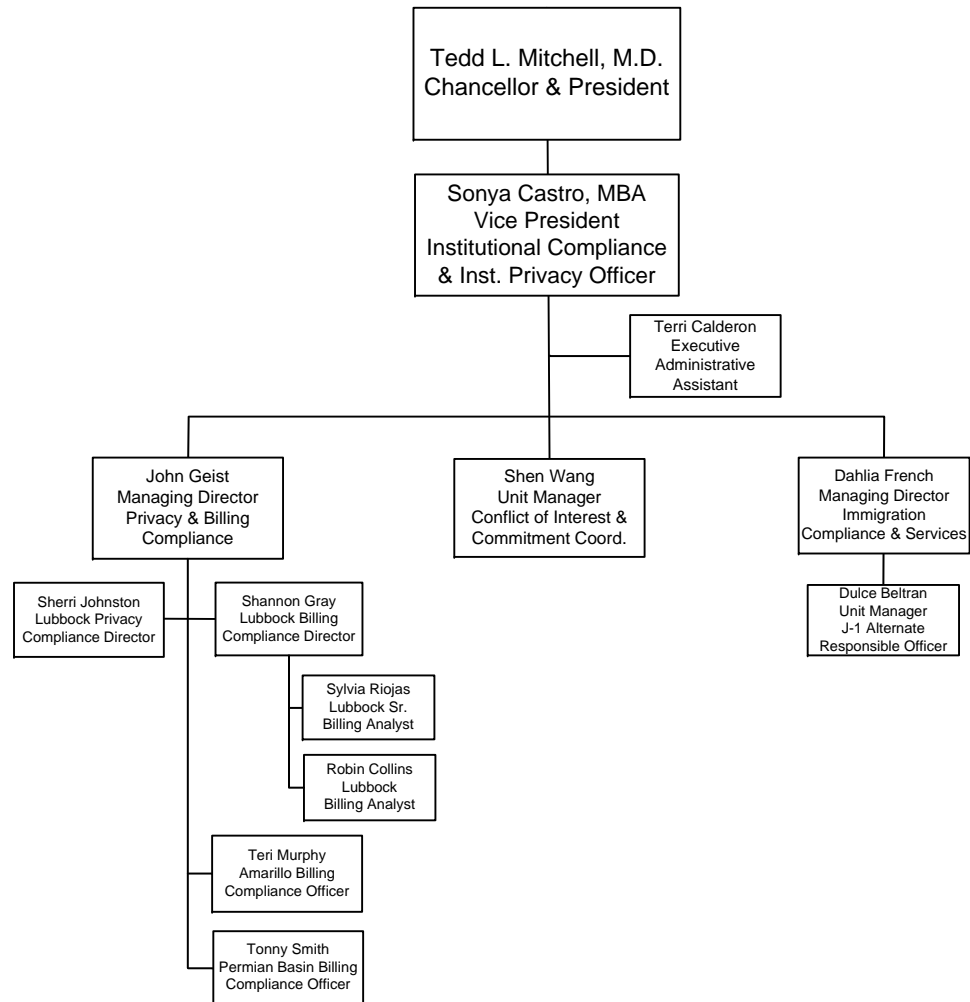 Tedd L. Mitchell, M.D.
Chancellor & President
Sonya Castro, MBA
Vice President
Institutional Compliance
& Inst. Privacy Officer
Terri Calderon
Executive
Administrative
Assistant
John Geist
Managing Director
Privacy & Billing
Compliance
Shen Wang
Unit Manager
Conflict of Interest &
Commitment Coord.
Dahlia French
Managing Director
Immigration
Compliance & Services
Sherri Johnston
Lubbock Privacy
Compliance Director
Shannon Gray
Lubbock Billing
Compliance Director
Dulce Beltran
Unit Manager
J-1 Alternate
Responsible Officer
Sylvia Riojas
Lubbock Sr.
Billing Analyst
Robin Collins
Lubbock
Billing Analyst
Teri Murphy
Amarillo Billing
Compliance Officer
Tonny Smith
Permian Basin Billing
Compliance Officer